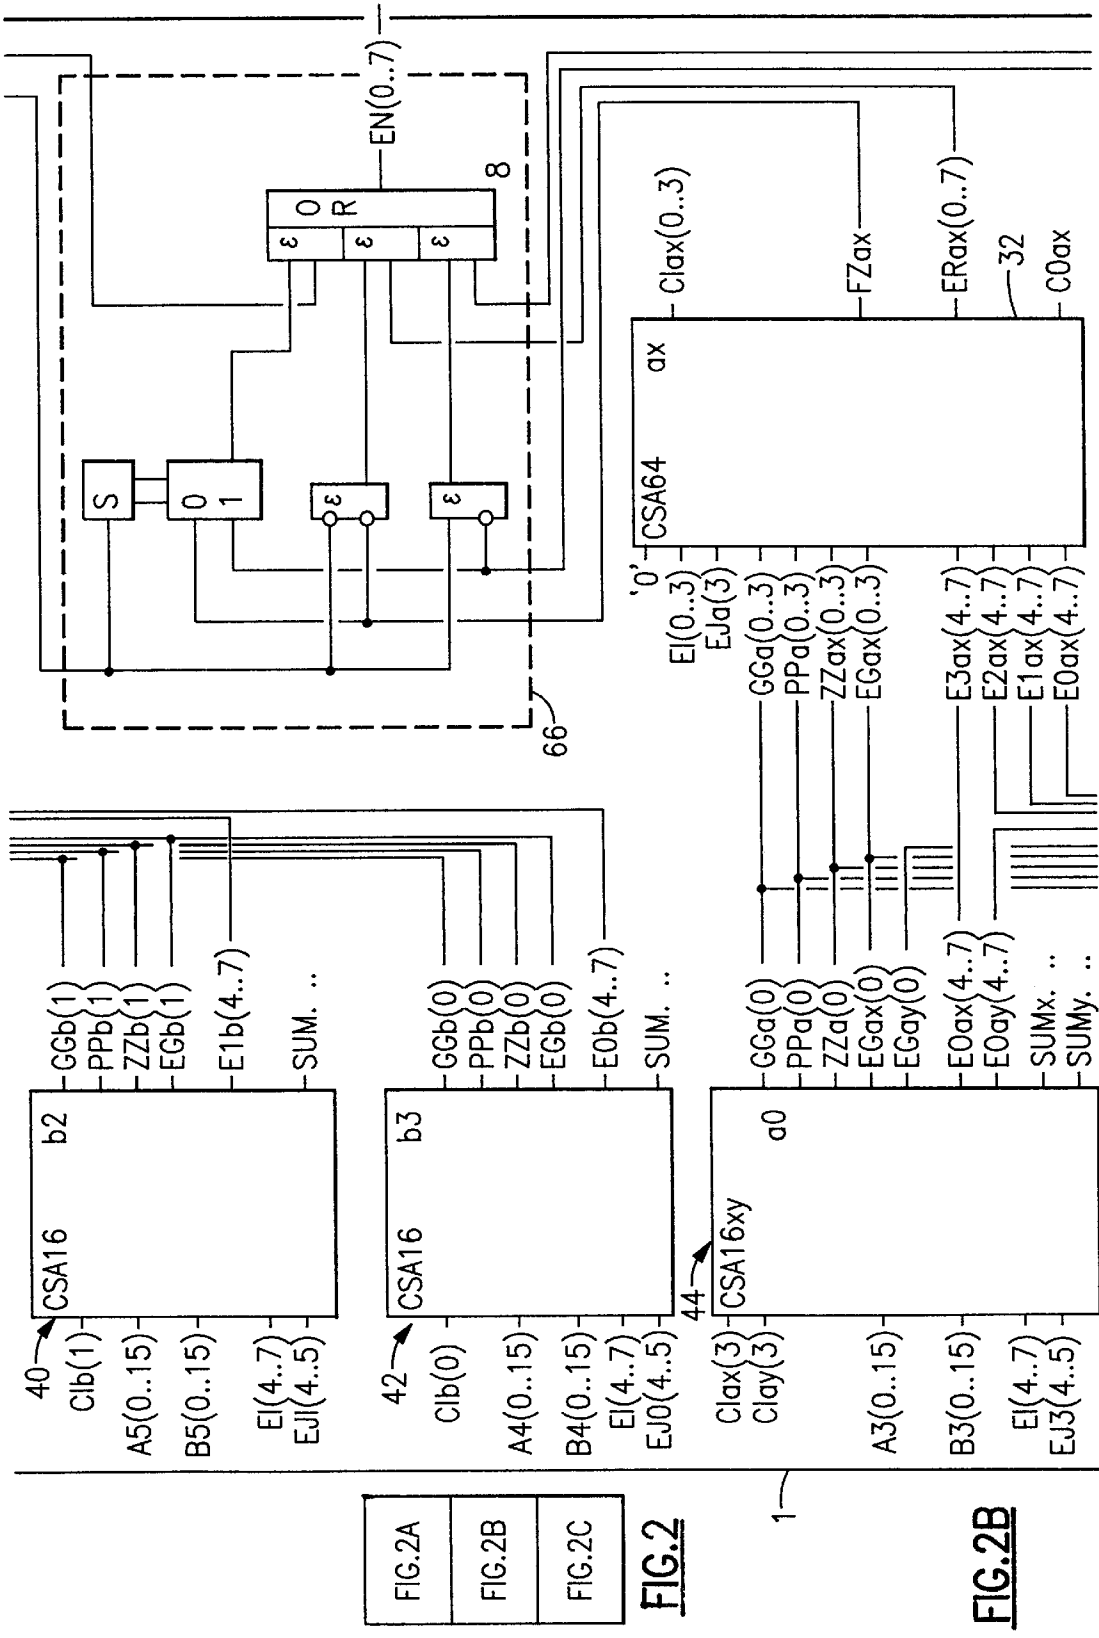 EN(0..7)
8
O R
ε
ε
ε
S
0
1
ε
ε
66
CIax(0..3)
FZax
ERax(0..7)
32
COax
CSA64
ax
'0'
EI(0..3)
EJa(3)
GGa(0..3)
PPa(0..3)
ZZax(0..3)
EGax(0..3)
E3ax(4..7)
E2ax(4..7)
E1ax(4..7)
E0ax(4..7)
GGb(1)
PPb(1)
ZZb(1)
EGb(1)
E1b(4..7)
SUM. ..
GGb(0)
PPb(0)
ZZb(0)
EGb(0)
E0b(4..7)
SUM. ..
GGa(0)
PPa(0)
ZZa(0)
EGax(0)
EGay(0)
E0ax(4..7)
E0ay(4..7)
SUMx. ..
SUMy. ..
CSA16
b2
40
CIb(1)
A5(0..15)
B5(0..15)
EI(4..7)
EJI(4..5)
CSA16
b3
42
CIb(0)
A4(0..15)
B4(0..15)
EI(4..7)
EJ0(4..5)
CSA16xy
a0
44
CIax(3)
CIay(3)
A3(0..15)
B3(0..15)
EI(4..7)
EJ3(4..5)
1
FIG.2A
FIG.2B
FIG.2C
FIG.2
FIG.2B